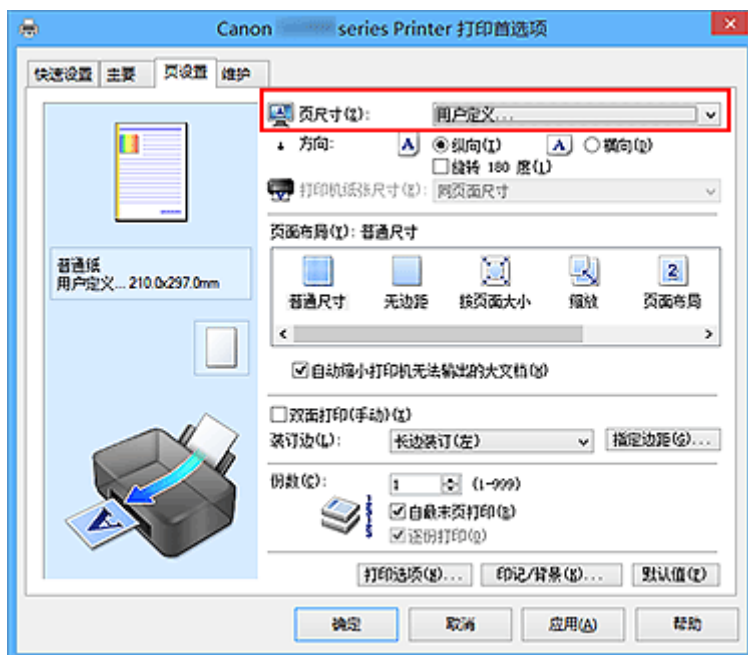 Canon series Printer 打印首选项
快速设置 主要 页设置 维护
页尺寸(Z): 用户定义...
方向: A 纵向(I) A 横向(D)
旋转 180 度(L)
打印机纸张尺寸(E): 同页面尺寸
页面布局(Y): 普通尺寸
普通尺寸 无边距 按页面大小 缩放 页面布局
普通纸
用户定义... 210.0x297.0mm
自动缩小打印机无法输出的大文档(X)
双面打印(手动)(X)
装订边(L): 长边装订(左) 指定边距(G)...
份数(C): 1 (1-999)
自最末页打印(S)
逐份打印(O)
打印选项(N)... 印记/背景(K)... 默认值(F)
确定 取消 应用(A) 帮助